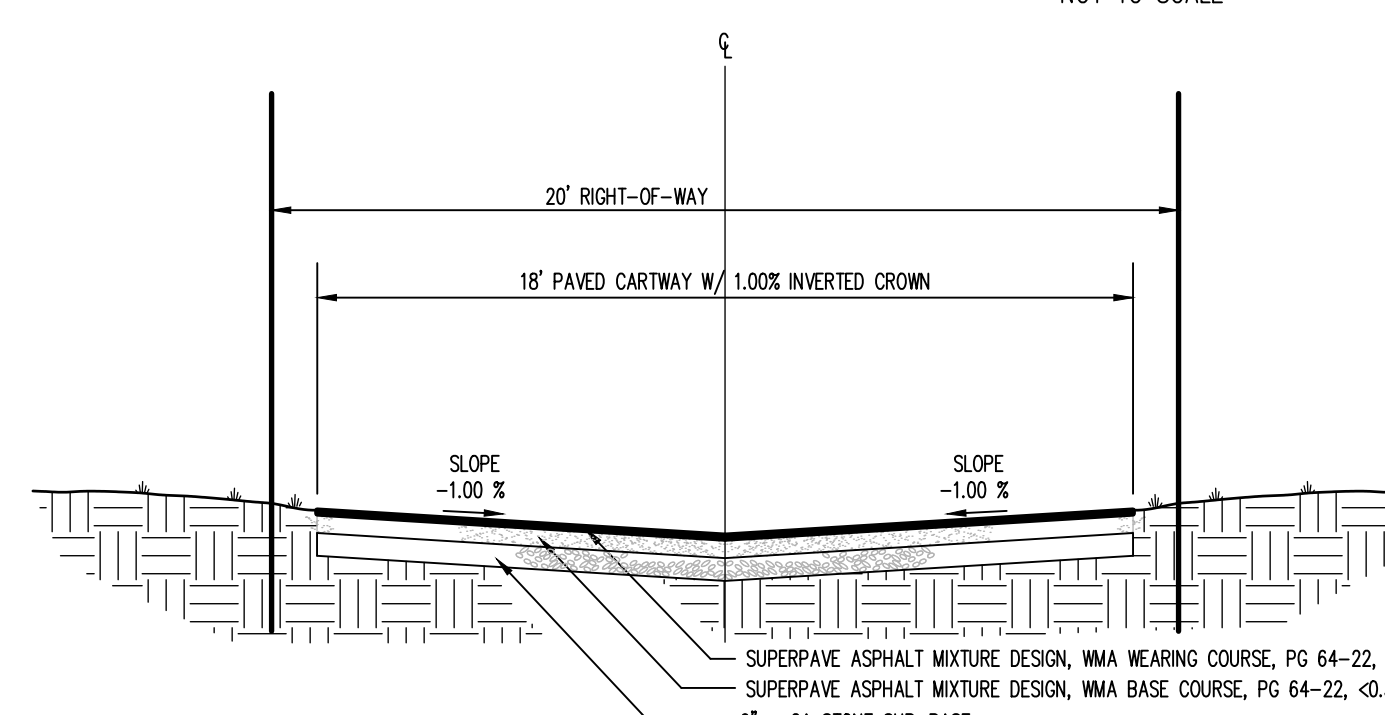 ℄
20' RIGHT-OF-WAY
18' PAVED CARTWAY W/ 1.00% INVERTED CROWN
SLOPE
-1.00 %
SLOPE
-1.00 %
SUPERPAVE ASPHALT MIXTURE DESIGN, WMA WEARING COURSE, PG 64-22,
SUPERPAVE ASPHALT MIXTURE DESIGN, WMA BASE COURSE, PG 64-22, <0.